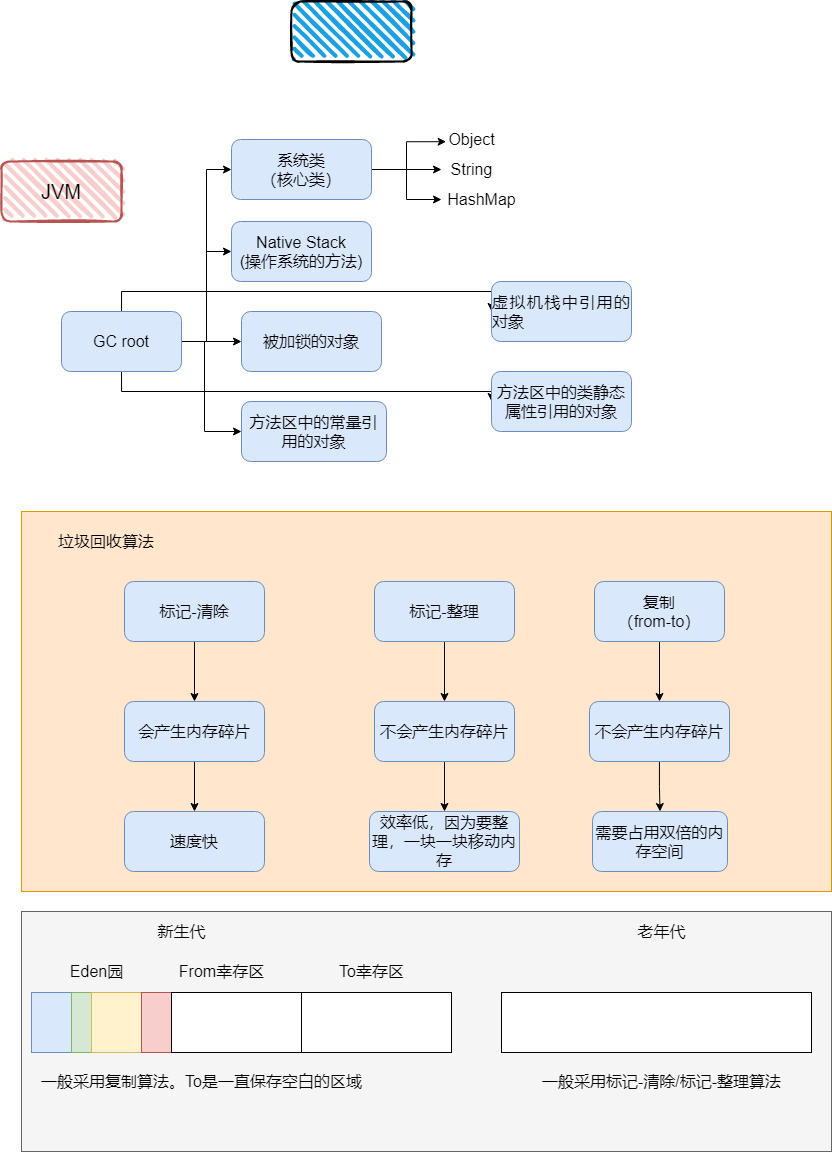 系统类
（核心类）
Object
String
HashMap
JVM
Native Stack
(操作系统的方法)
虚拟机栈中引用的
对象
GC root
被加锁的对象
方法区中的类静态
属性引用的对象
方法区中的常量引
用的对象
垃圾回收算法
标记-清除
标记-整理
复制
（from-to）
会产生内存碎片
不会产生内存碎片
不会产生内存碎片
速度快
效率低，因为要整
理，一块一块移动内
存
需要占用双倍的内
存空间
新生代
老年代
Eden园
From幸存区
To幸存区
一般采用复制算法。To是一直保存空白的区域
一般采用标记-清除/标记-整理算法